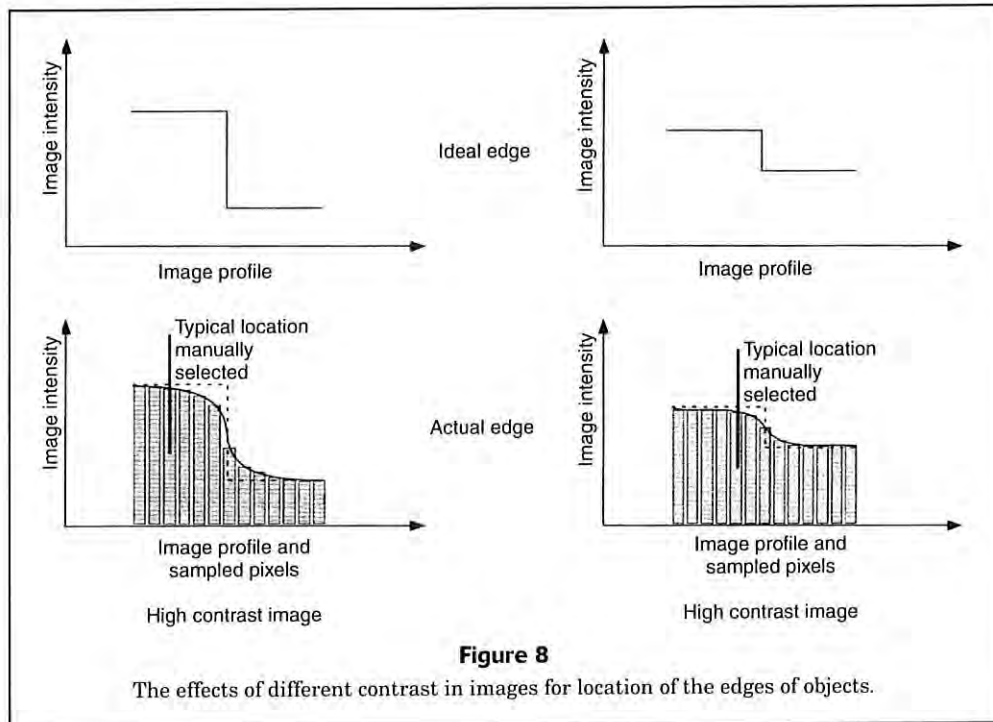 Image intensity
Image profile
Ideal edge
Image intensity
Image profile
Image intensity
Typical location
manually
selected
Image profile and
sampled pixels
High contrast image
Actual edge
Image intensity
Typical location
manually
selected
Image profile and
sampled pixels
High contrast image
Figure 8
The effects of different contrast in images for location of the edges of objects.